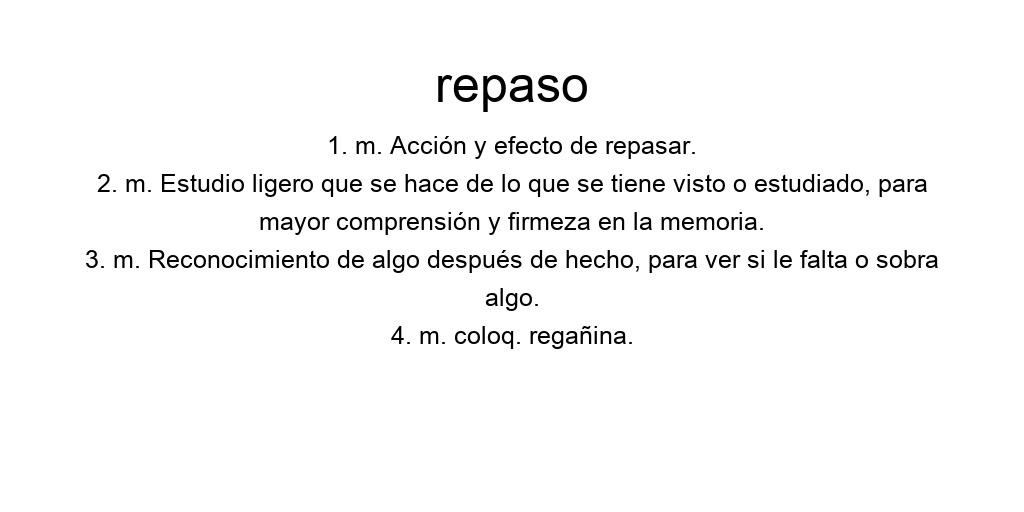 repaso
1. m. Acción y efecto de repasar.
2. m. Estudio ligero que se hace de lo que se tiene visto o estudiado, para
mayor comprensión y firmeza en la memoria.
3. m. Reconocimiento de algo después de hecho, para ver si le falta o sobra
algo.
4. m. coloq. regañina.